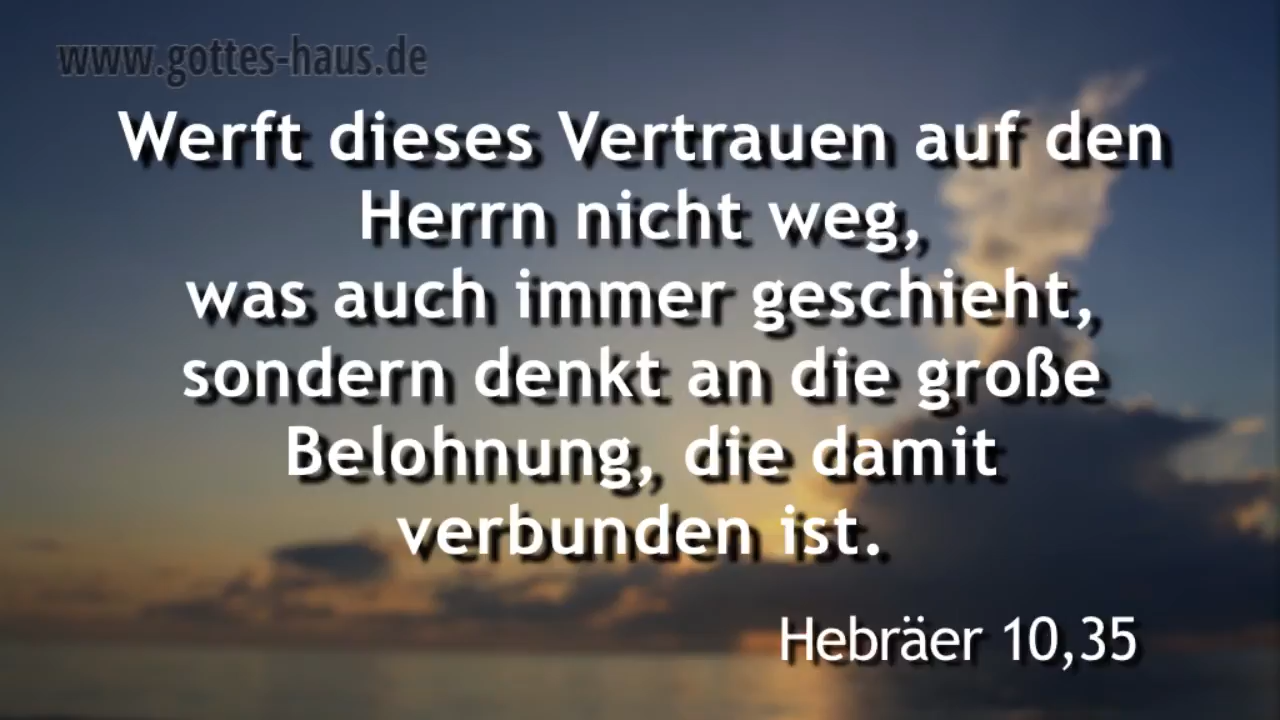 www.gottes-haus.de
Werft dieses Vertrauen auf den
Herrn nicht weg,
was auch immer geschieht,
sondern denkt an die große
Belohnung, die damit
verbunden ist.
Hebräer 10,35